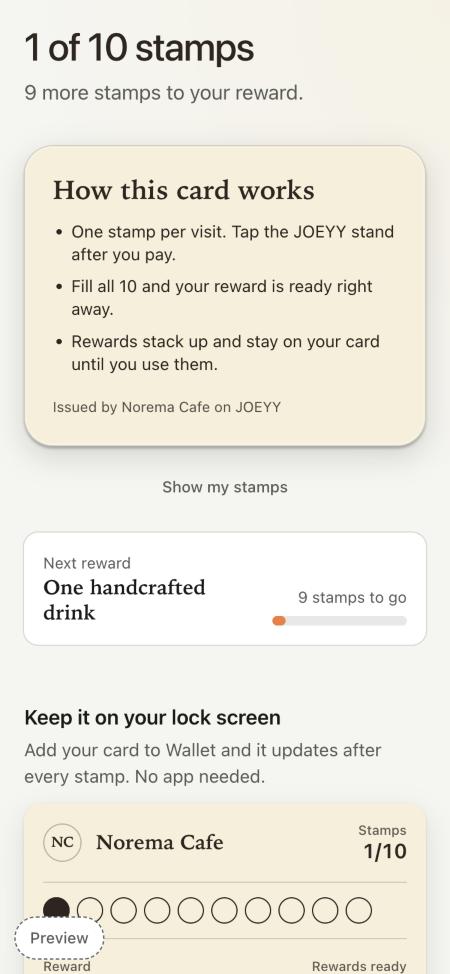 1 of 10 stamps
9 more stamps to your reward.
How this card works
• One stamp per visit. Tap the JOEYY stand
after you pay.
• Fill all 10 and your reward is ready right
away.
• Rewards stack up and stay on your card
until you use them.
Issued by Norema Cafe on JOEYY
Show my stamps
Next reward
One handcrafted
drink
9 stamps to go
Keep it on your lock screen
Add your card to Wallet and it updates after
every stamp. No app needed.
NC
Norema Cafe
Stamps
1/10
Preview
Reward
Rewards ready